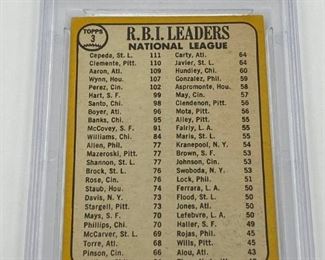 TOPPS
3
R.B.I. LEADERS
NATIONAL LEAGUE
Cepeda, St. L. 111 Carty, Atl. 64
Clemente, Pitt. 110 Javier, St. L. 64
Aaron, Atl. 109 Hundley, Chi. 60
Wynn, Hou. 107 Gonzalez, Phil. 59
Perez, Cin. 102 Aspromonte, Hou. 58
Hart, S. F. 99 May, Cin. 57
Santo, Chi. 98 Clendenon, Pitt. 56
Boyer, Atl. 96 Mota, Pitt. 56
Banks, Chi. 95 Alley, Pitt. 55
McCovey, S. F. 91 Fairly, L. A. 55
Williams, Chi. 84 Maris, St. L. 55
Allen, Phil. 77 Kranepool, N. Y. 54
Mazeroski, Pitt. 77 Brown, S. F. 53
Shannon, St. L. 77 Johnson, Cin. 53
Brock, St. L. 76 Swoboda, N. Y. 53
Rose, Cin. 76 Lock, Phil. 51
Staub, Hou. 74 Ferrara, L. A. 50
Davis, N. Y. 73 Flood, St. L. 50
Stargell, Pitt. 73 Jones, Atl. 50
Mays, S. F. 70 Lefebvre, L. A. 50
Phillips, Chi. 70 Haller, S. F. 49
McCarver, St. L. 69 Rojas, Phil. 45
Torre, Atl. 68 Wills, Pitt. 45
Pinson, Cin. 66 Alou, Atl. 43